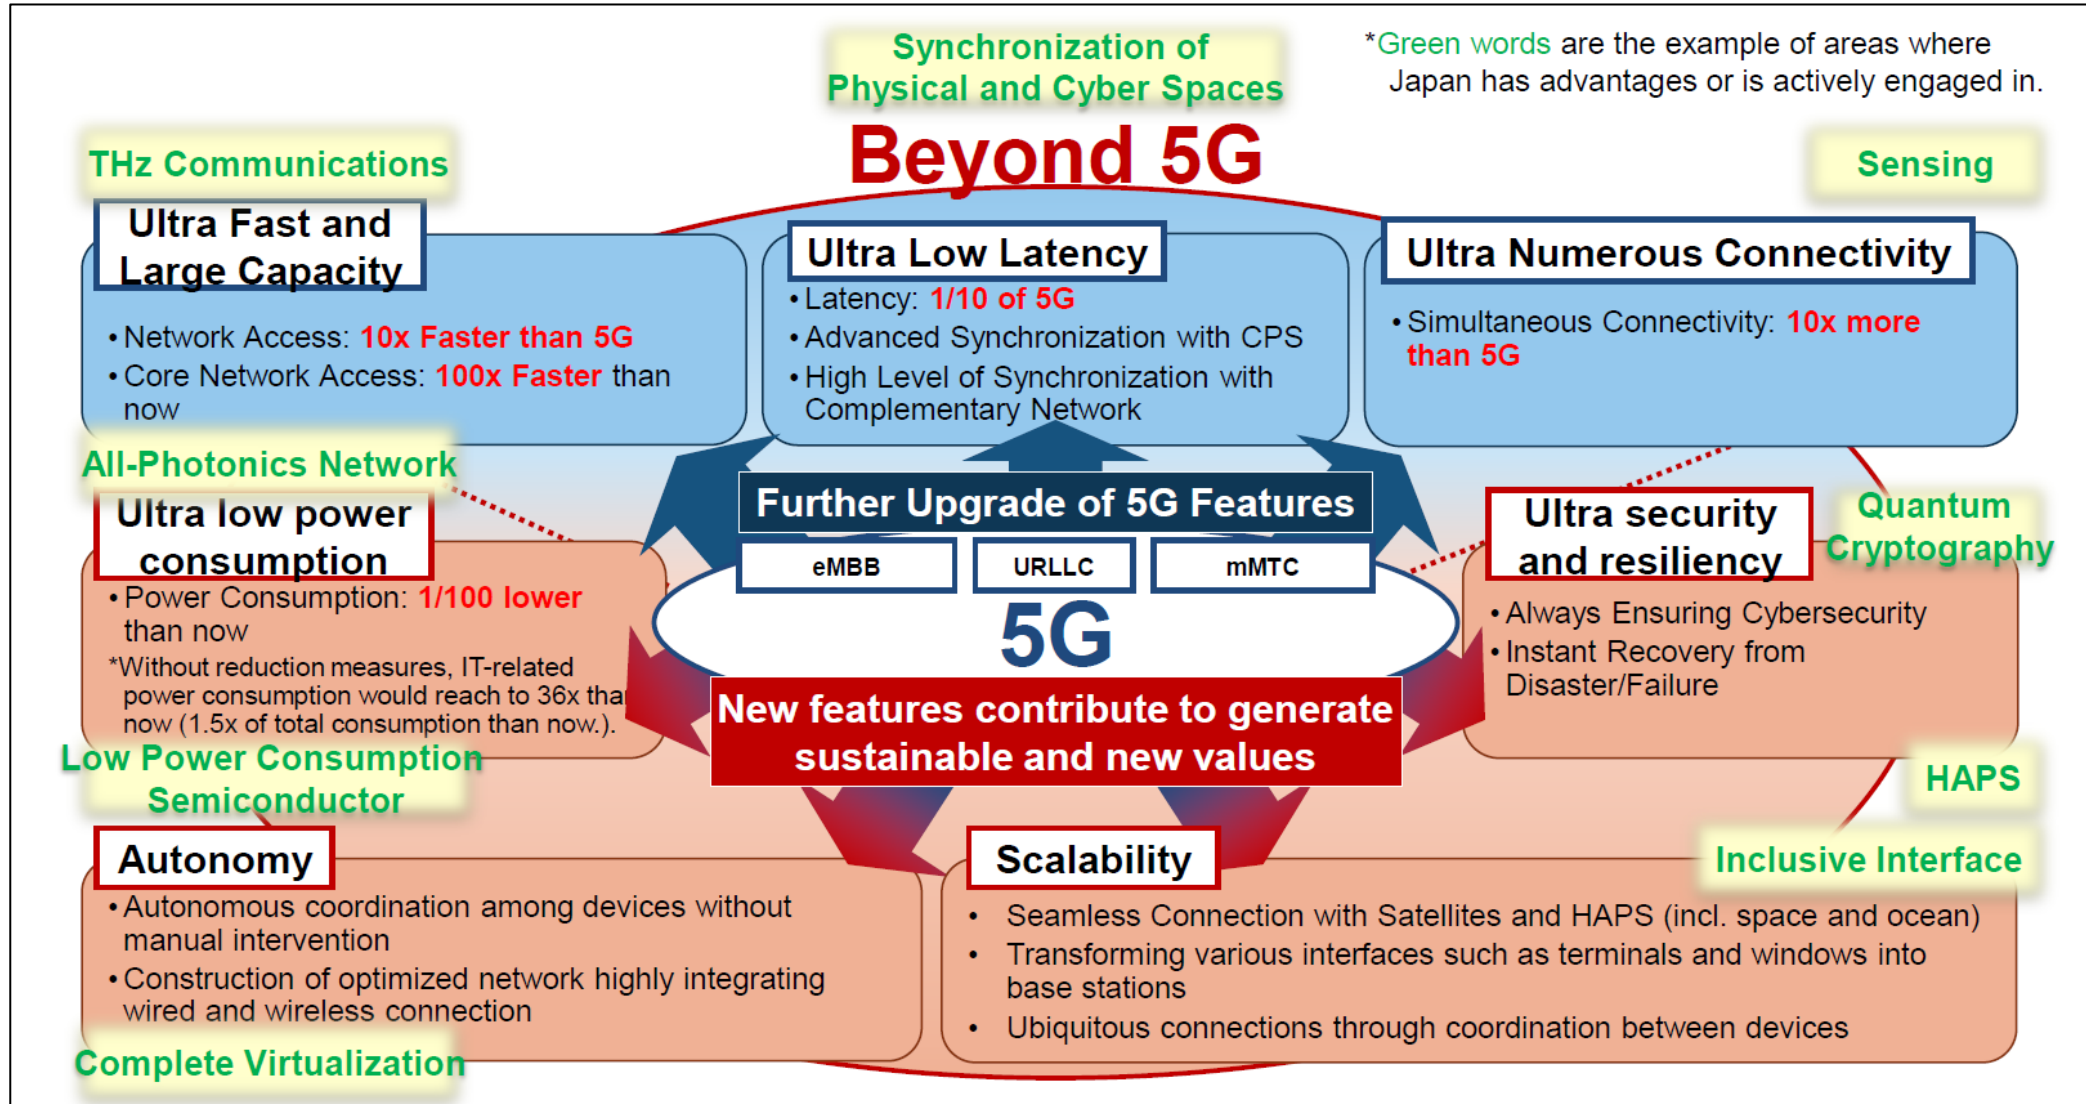 Synchronization of
Physical and Cyber Spaces
*Green words are the example of areas where
Japan has advantages or is actively engaged in.
Beyond 5G
THz Communications
Sensing
Ultra Fast and
Large Capacity
• Network Access: 10x Faster than 5G
• Core Network Access: 100x Faster than
now
Ultra Low Latency
• Latency: 1/10 of 5G
• Advanced Synchronization with CPS
• High Level of Synchronization with
Complementary Network
Ultra Numerous Connectivity
• Simultaneous Connectivity: 10x more
than 5G
All-Photonics Network
Further Upgrade of 5G Features
eMBB
URLLC
mMTC
5G
New features contribute to generate
sustainable and new values
Ultra low power
consumption
• Power Consumption: 1/100 lower
than now
*Without reduction measures, IT-related
power consumption would reach to 36x than
now (1.5x of total consumption than now.).
Quantum
Cryptography
Ultra security
and resiliency
• Always Ensuring Cybersecurity
• Instant Recovery from
Disaster/Failure
Low Power Consumption
Semiconductor
HAPS
Inclusive Interface
Autonomy
• Autonomous coordination among devices without
manual intervention
• Construction of optimized network highly integrating
wired and wireless connection
Complete Virtualization
Scalability
• Seamless Connection with Satellites and HAPS (incl. space and ocean)
• Transforming various interfaces such as terminals and windows into
base stations
• Ubiquitous connections through coordination between devices